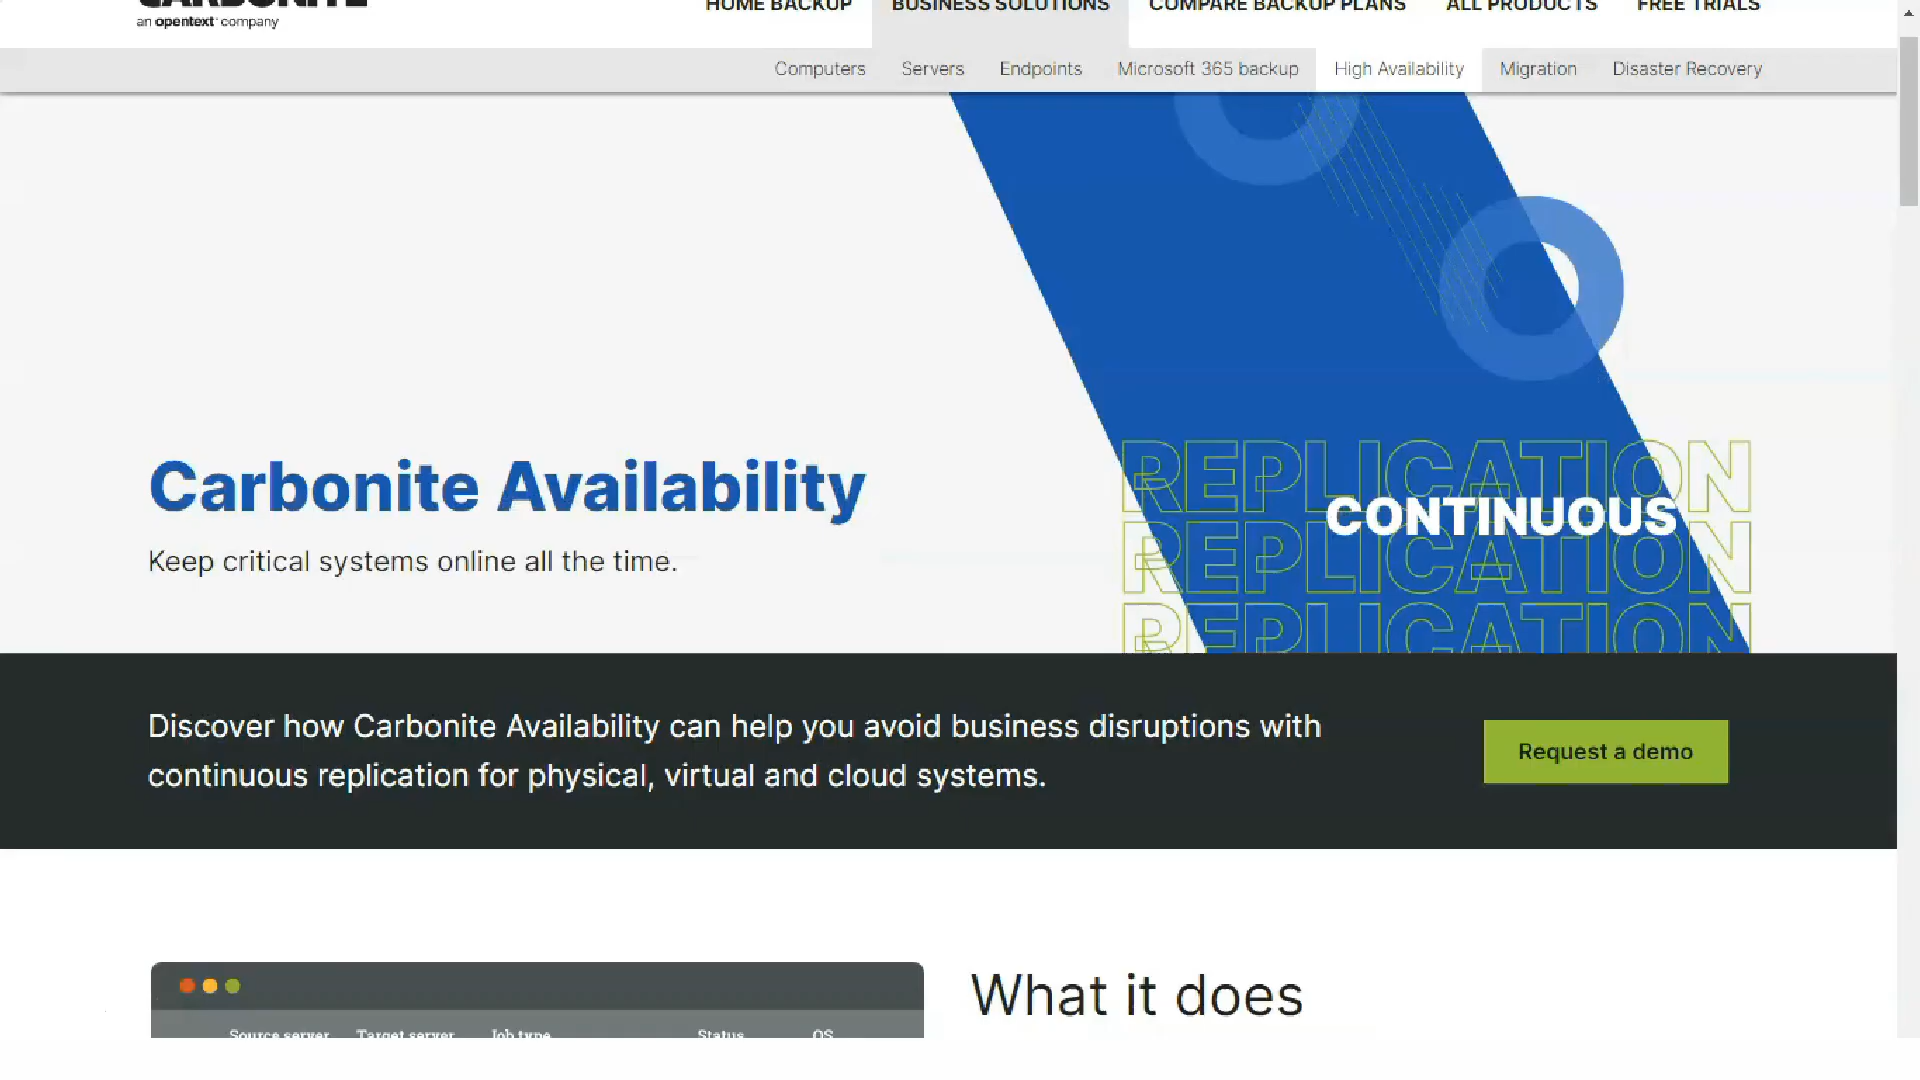 CARBONITE
an opentext company
HOME BACKUP
BUSINESS SOLUTIONS
COMPARE BACKUP PLANS
ALL PRODUCTS
FREE TRIALS
Computers
Servers
Endpoints
Microsoft 365 backup
High Availability
Migration
Disaster Recovery
Carbonite Availability
Keep critical systems online all the time.
REPLICATION
CONTINUOUS
REPLICATION
REPLICATION
Discover how Carbonite Availability can help you avoid business disruptions with
continuous replication for physical, virtual and cloud systems.
Request a demo
What it does
Source server Target server Job type Status OS